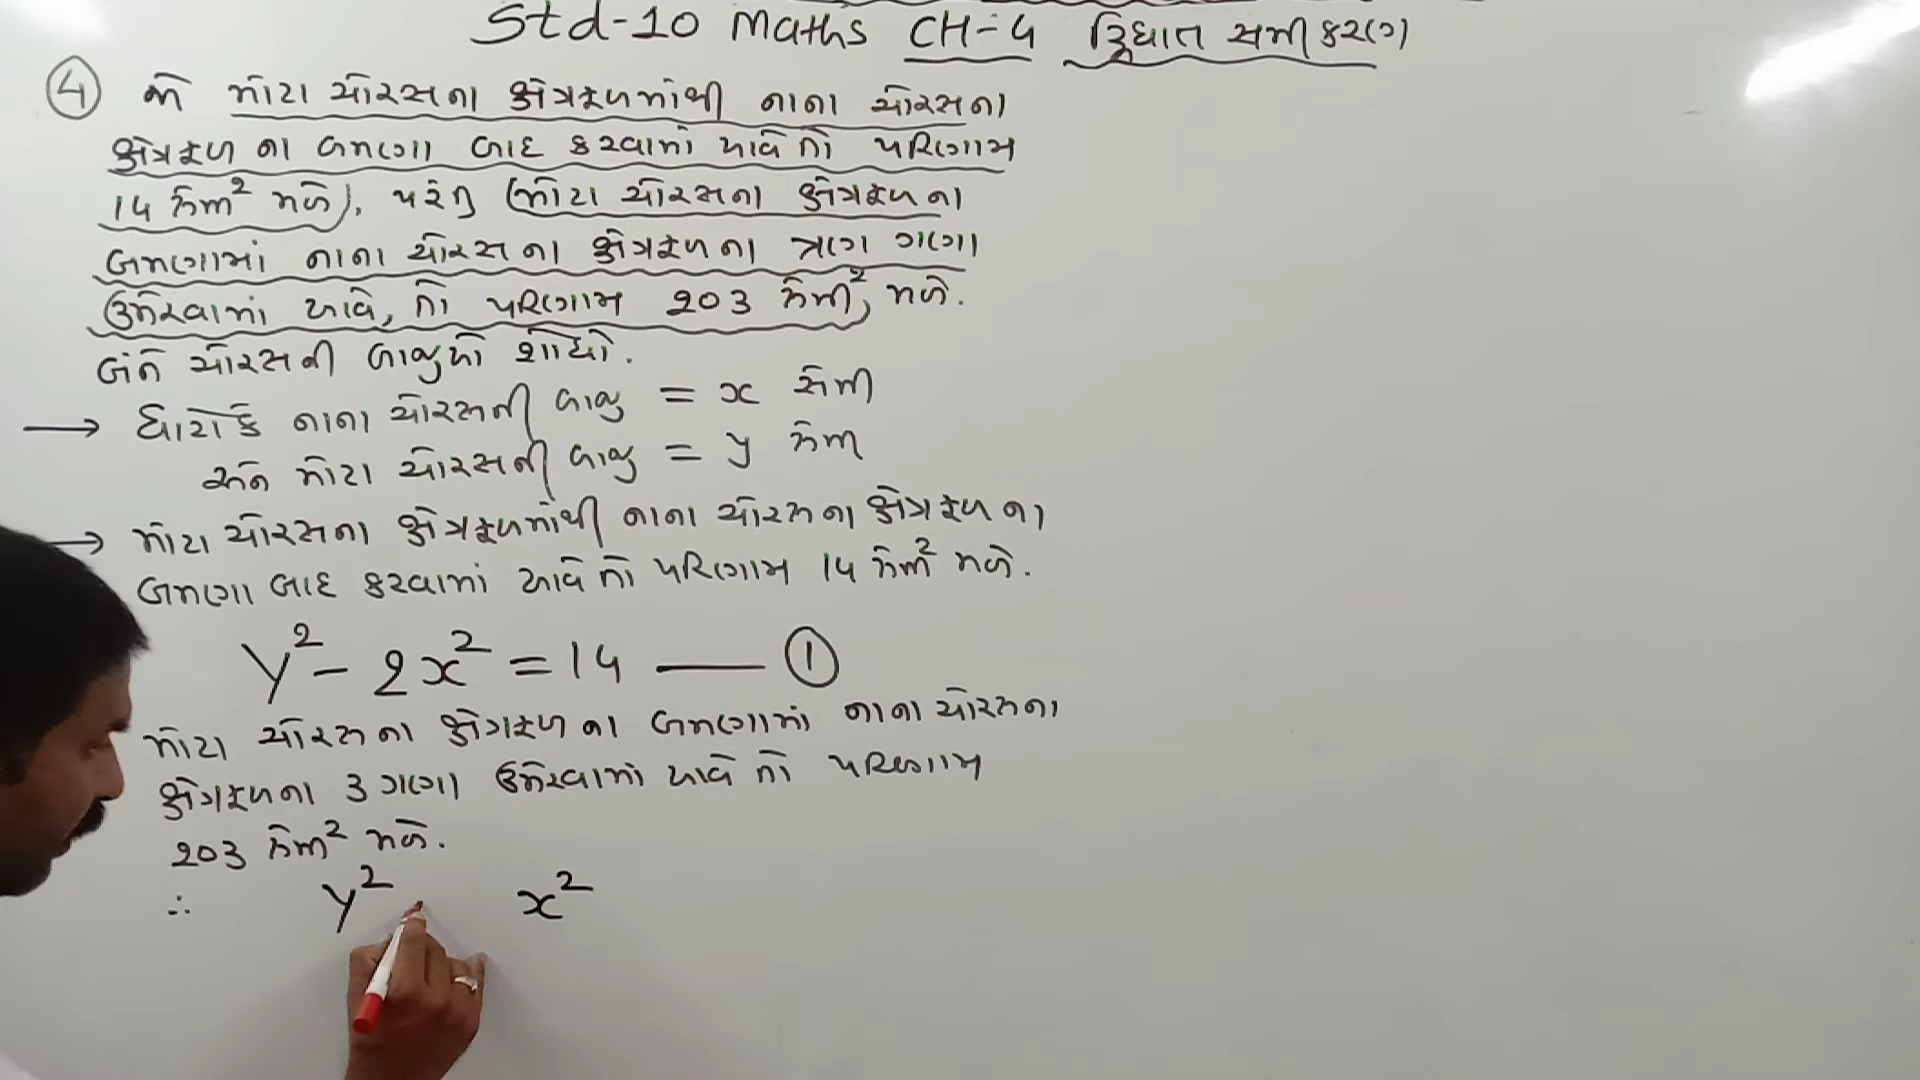 Std-10 Maths CH-4 દ્વિઘાત સમીકરણ
④ જો મોટા ચોરસના ક્ષેત્રફળમાંથી નાના ચોરસના
ક્ષેત્રફળ ના બમણા બાદ કરવામાં આવે તો પરિણામ
14 સેમી² મળે), પરંતુ (મોટા ચોરસના ક્ષેત્રફળના
બમણામાં નાના ચોરસના ક્ષેત્રફળના ત્રણ ગણા
ઉમેરવામાં આવે, તો પરિણામ 203 સેમી², મળે.
બંને ચોરસની બાજુઓ શોધો.
→ ધારોકે નાના ચોરસની બાજુ = x સેમી
અને મોટા ચોરસની બાજુ = y સેમી
→ મોટા ચોરસના ક્ષેત્રફળમાંથી નાના ચોરસના ક્ષેત્રફળ ના
બમણા બાદ કરવામાં આવે તો પરિણામ 14 સેમી² મળે.
y² - 2x² = 14 —— ①
મોટા ચોરસના ક્ષેત્રફળ ના બમણામાં નાના ચોરસના
ક્ષેત્રફળના 3 ગણા ઉમેરવામાં આવે તો પરિણામ
203 સેમી² મળે.
∴ y² x²